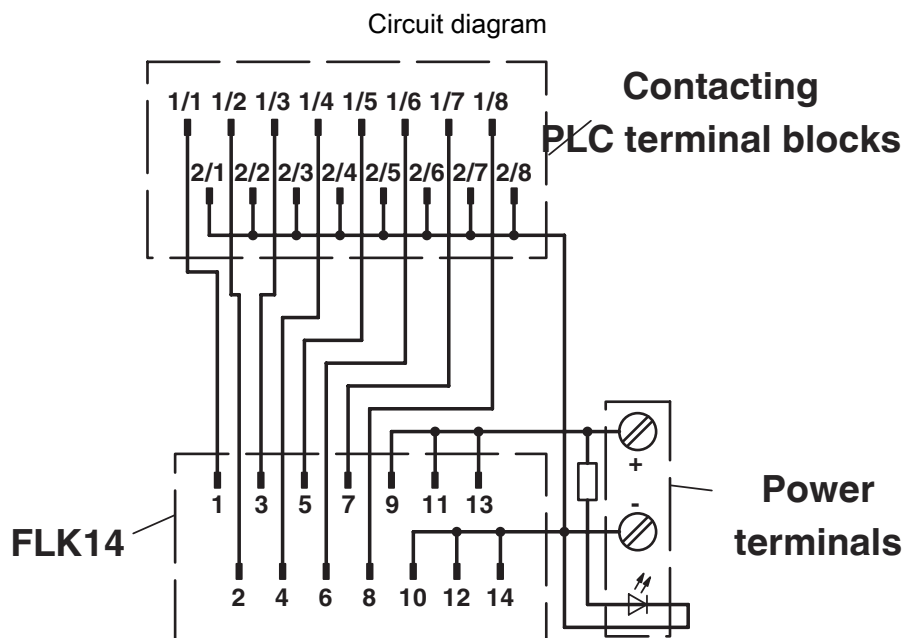 Circuit diagram
1/1 1/2 1/3 1/4 1/5 1/6 1/7 1/8
Contacting
PLC terminal blocks
2/1 2/2 2/3 2/4 2/5 2/6 2/7 2/8
+
-
1 3 5 7 9 11 13
Power
terminals
FLK14
2 4 6 8 10 12 14